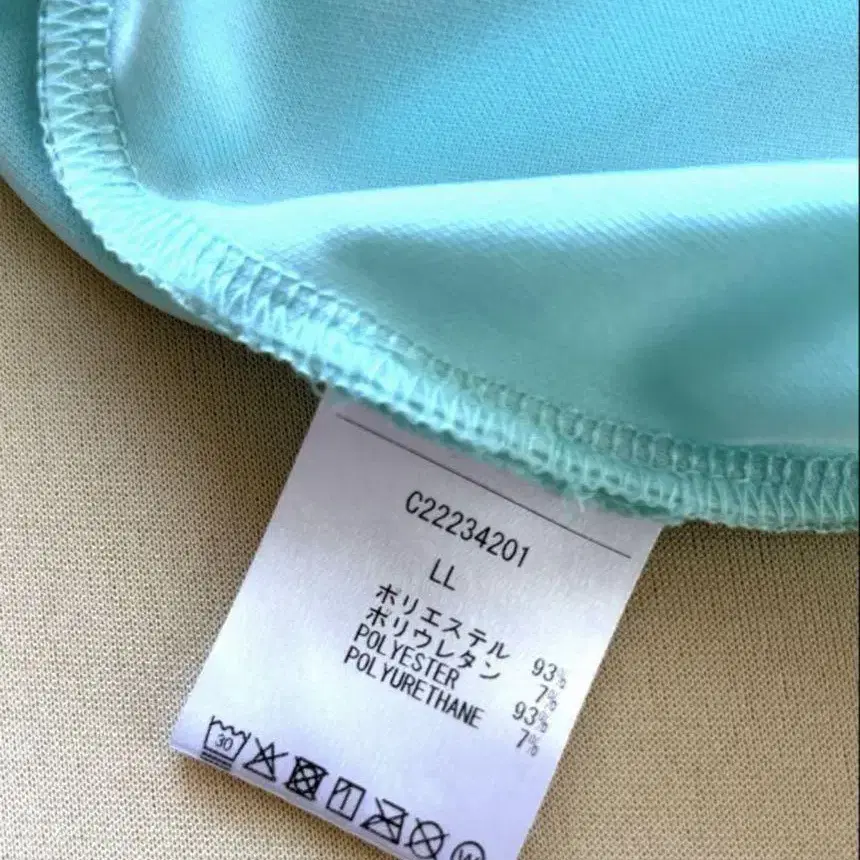 C22234201
LL
ポリエステル 93%
ポリウレタン 7%
POLYESTER 93%
POLYURETHANE 7%
30
W